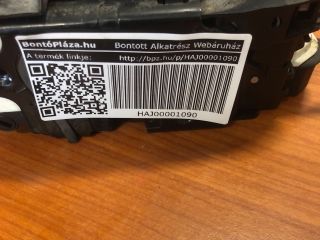 BontóPláza.hu Bontott Alkatrész Webáruház
A termék linkje: http://bpz.hu/p/HAJ00001090
HAJ00001090